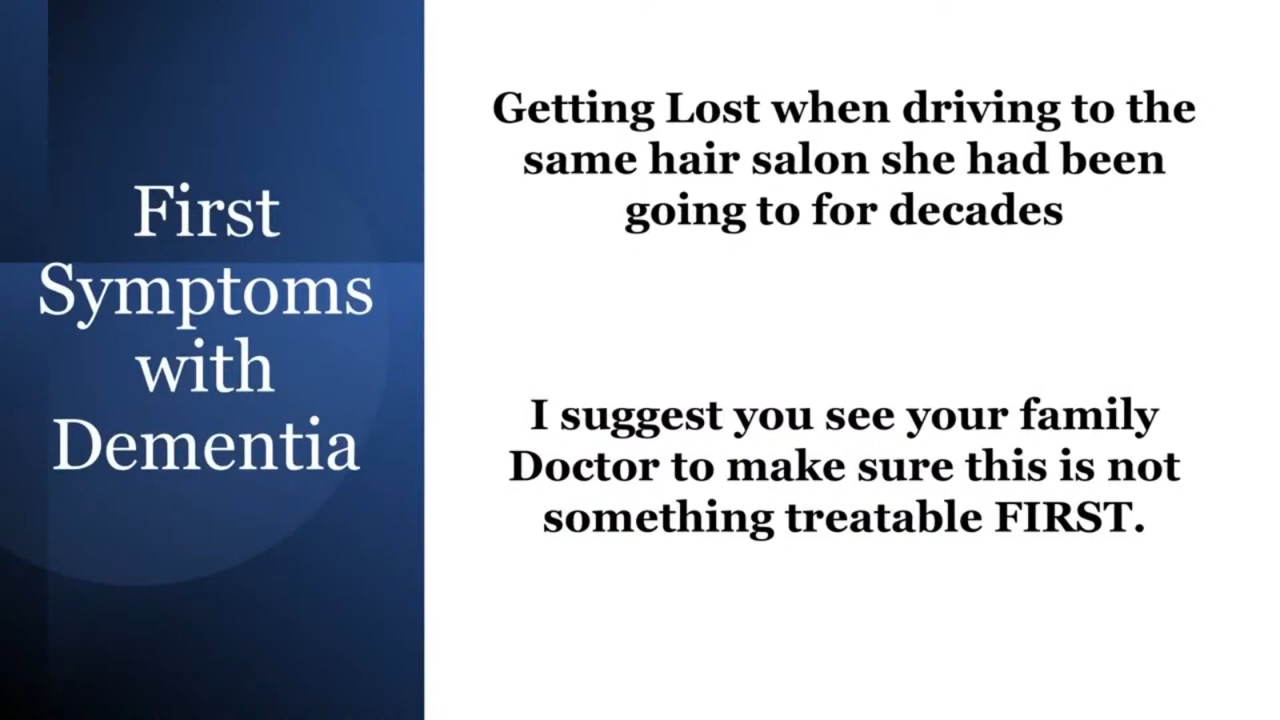 First
Symptoms
with
Dementia
Getting Lost when driving to the
same hair salon she had been
going to for decades
I suggest you see your family
Doctor to make sure this is not
something treatable FIRST.